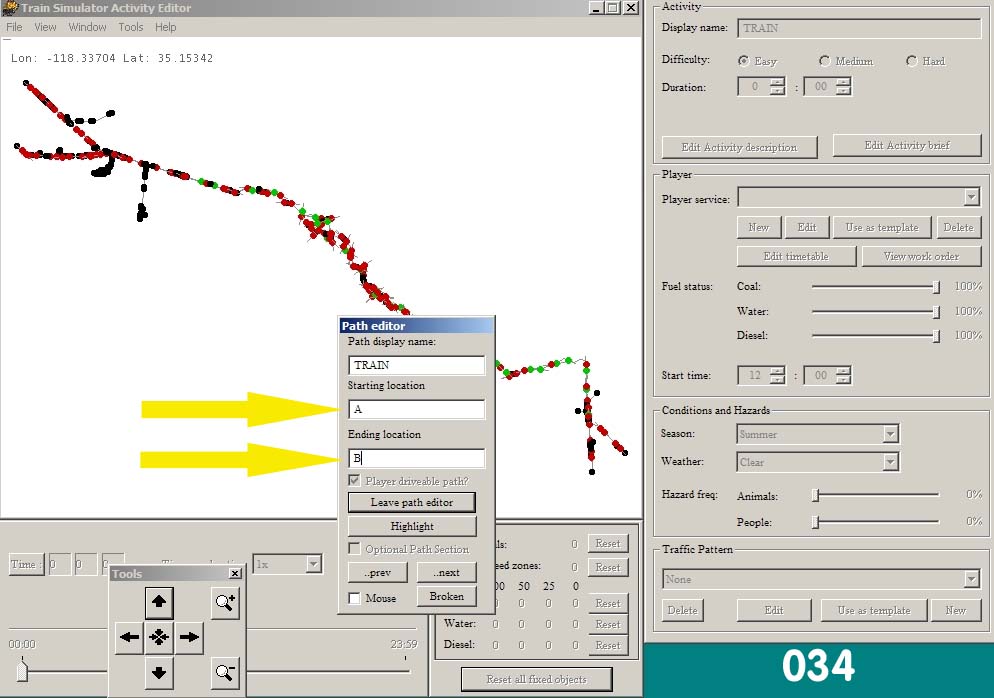 Train Simulator Activity Editor
File View Window Tools Help
Lon: -118.33704 Lat: 35.15342
Path editor
Path display name:
TRAIN
Starting location
A
Ending location
B
Player driveable path?
Leave path editor
Highlight
Optional Path Section
..prev ..next
Mouse Broken
Time : 0 0 0 1x
Tools
00:00 23:59
ls: 0 Reset
eed zones: 0 Reset
00 50 25 0
0 0 0 0 Reset
Water: 0 0 0 0 Reset
Diesel: 0 0 0 0 Reset
Reset all fixed objects
Activity
Display name: TRAIN
Difficulty: Easy Medium Hard
Duration: 0 : 00
Edit Activity description Edit Activity brief
Player
Player service:
New Edit Use as template Delete
Edit timetable View work order
Fuel status: Coal: 100%
Water: 100%
Diesel: 100%
Start time: 12 : 00
Conditions and Hazards
Season: Summer
Weather: Clear
Hazard freq: Animals: 0%
People: 0%
Traffic Pattern
None
Delete Edit Use as template New
034